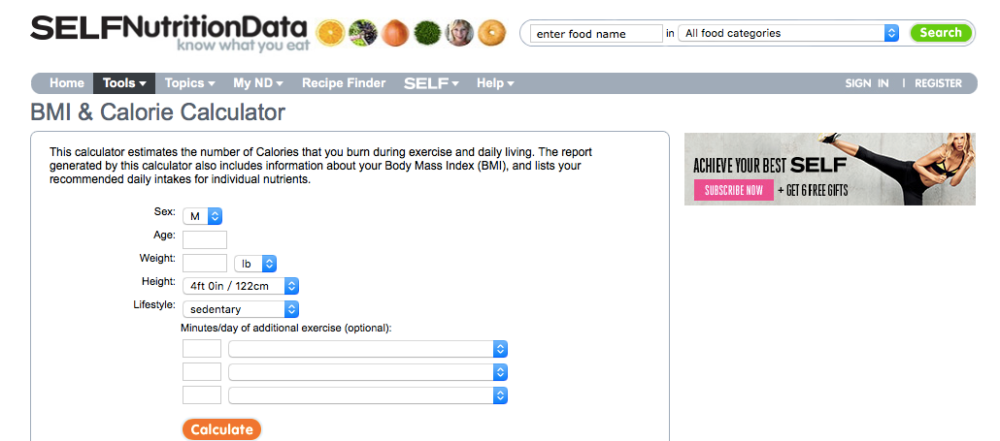 SELFNutritionData
know what you eat
enter food name in All food categories Search
Home Tools Topics My ND Recipe Finder SELF Help SIGN IN | REGISTER
BMI & Calorie Calculator
This calculator estimates the number of Calories that you burn during exercise and daily living. The report
generated by this calculator also includes information about your Body Mass Index (BMI), and lists your
recommended daily intakes for individual nutrients.
ACHIEVE YOUR BEST SELF
SUBSCRIBE NOW + GET 6 FREE GIFTS
Sex: M
Age:
Weight: lb
Height: 4ft 0in / 122cm
Lifestyle: sedentary
Minutes/day of additional exercise (optional):
Calculate